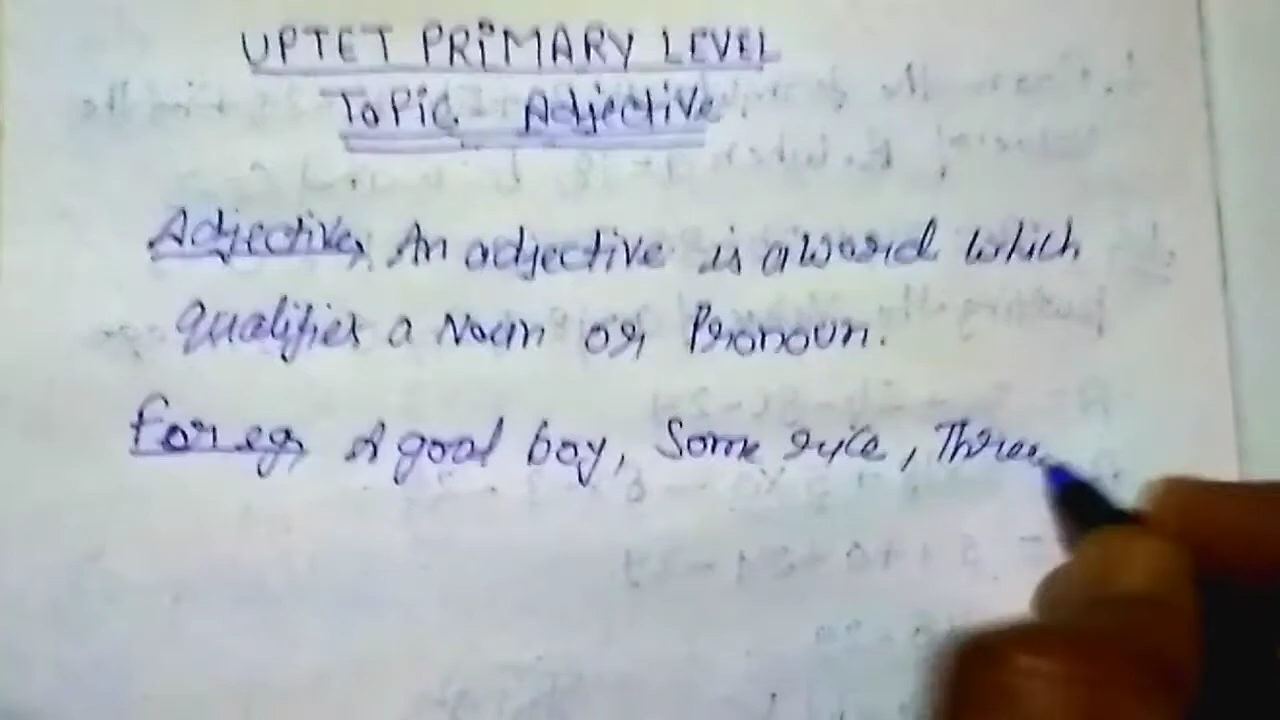 UPTET PRIMARY LEVEL
Topic Adjective.
Adjective, An adjective is a word which
qualifies a Noun or Pronoun.
For eg, A good boy, Some rice, Three